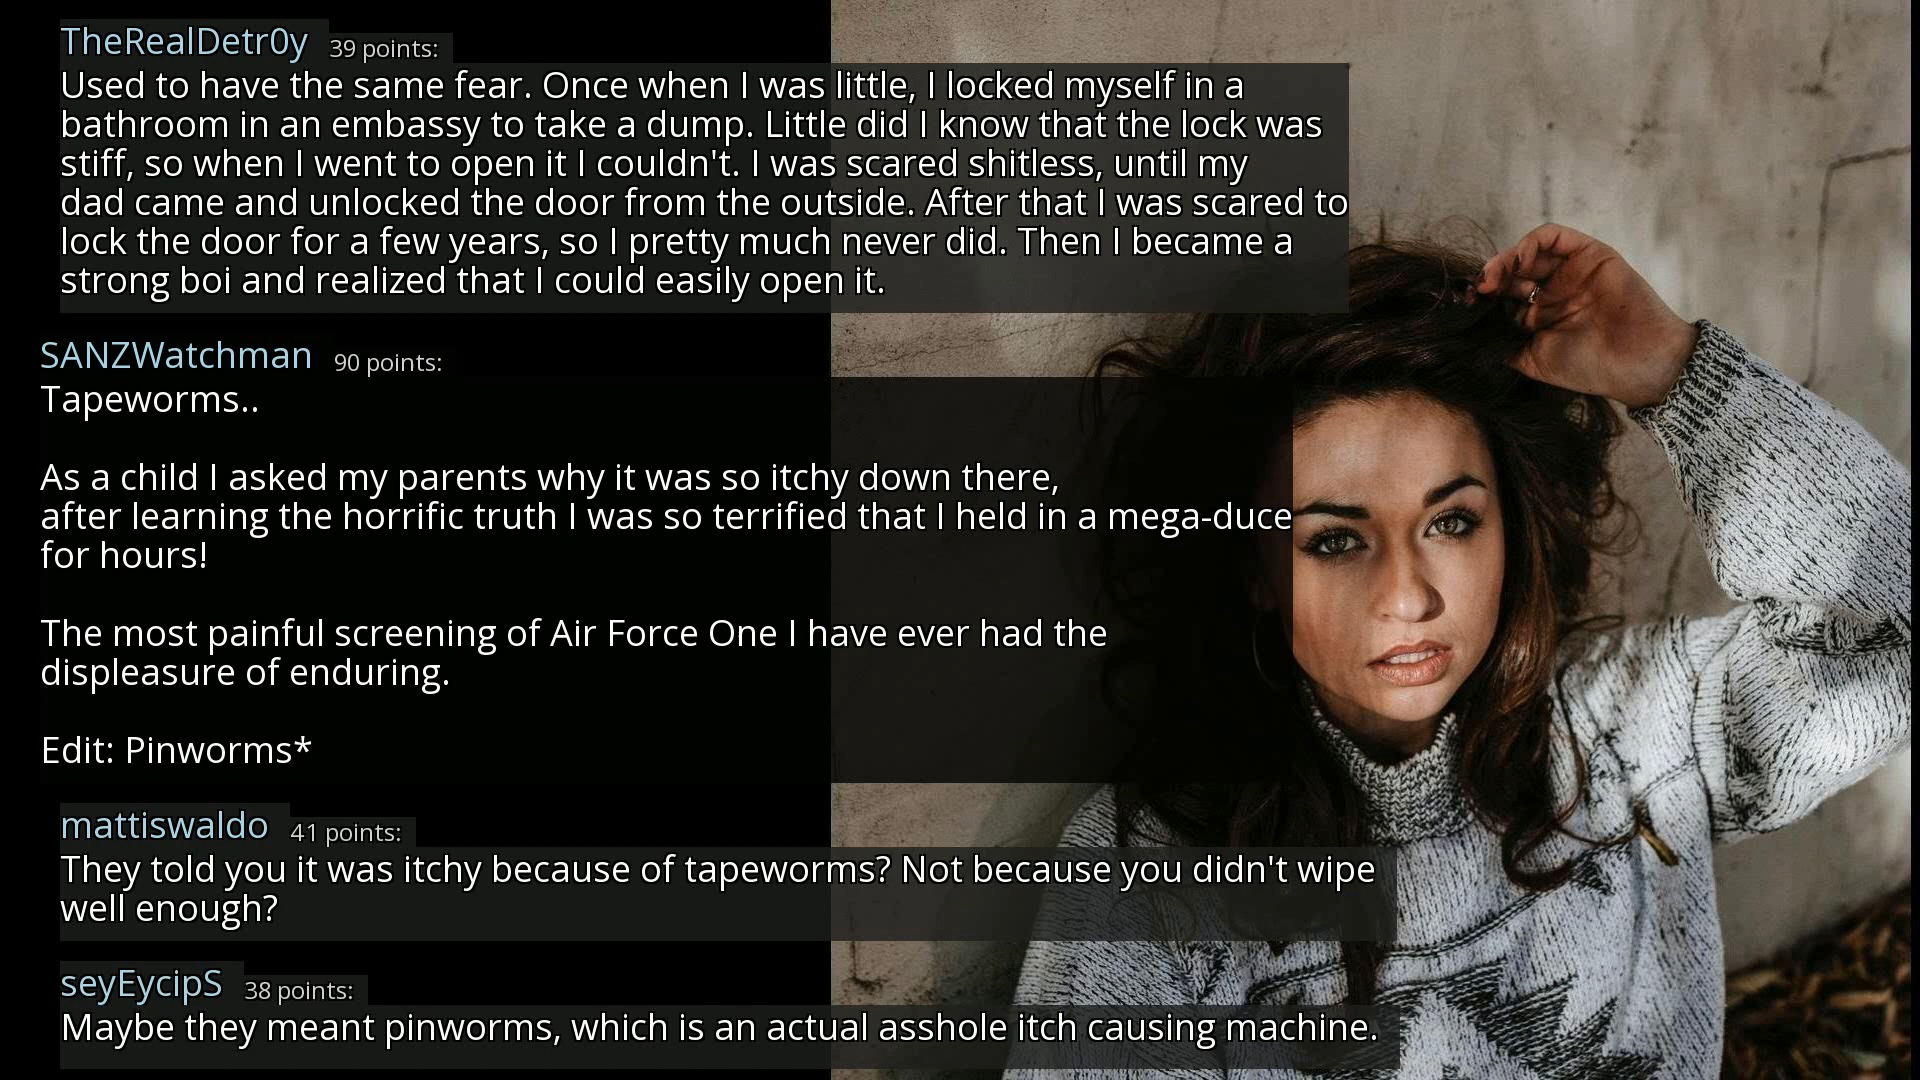 TheRealDetr0y 39 points:
Used to have the same fear. Once when I was little, I locked myself in a
bathroom in an embassy to take a dump. Little did I know that the lock was
stiff, so when I went to open it I couldn't. I was scared shitless, until my
dad came and unlocked the door from the outside. After that I was scared to
lock the door for a few years, so I pretty much never did. Then I became a
strong boi and realized that I could easily open it.
SANZWatchman 90 points:
Tapeworms..
As a child I asked my parents why it was so itchy down there,
after learning the horrific truth I was so terrified that I held in a mega-duce
for hours!
The most painful screening of Air Force One I have ever had the
displeasure of enduring.
Edit: Pinworms*
mattiswaldo 41 points:
They told you it was itchy because of tapeworms? Not because you didn't wipe
well enough?
seyEycipS 38 points:
Maybe they meant pinworms, which is an actual asshole itch causing machine.